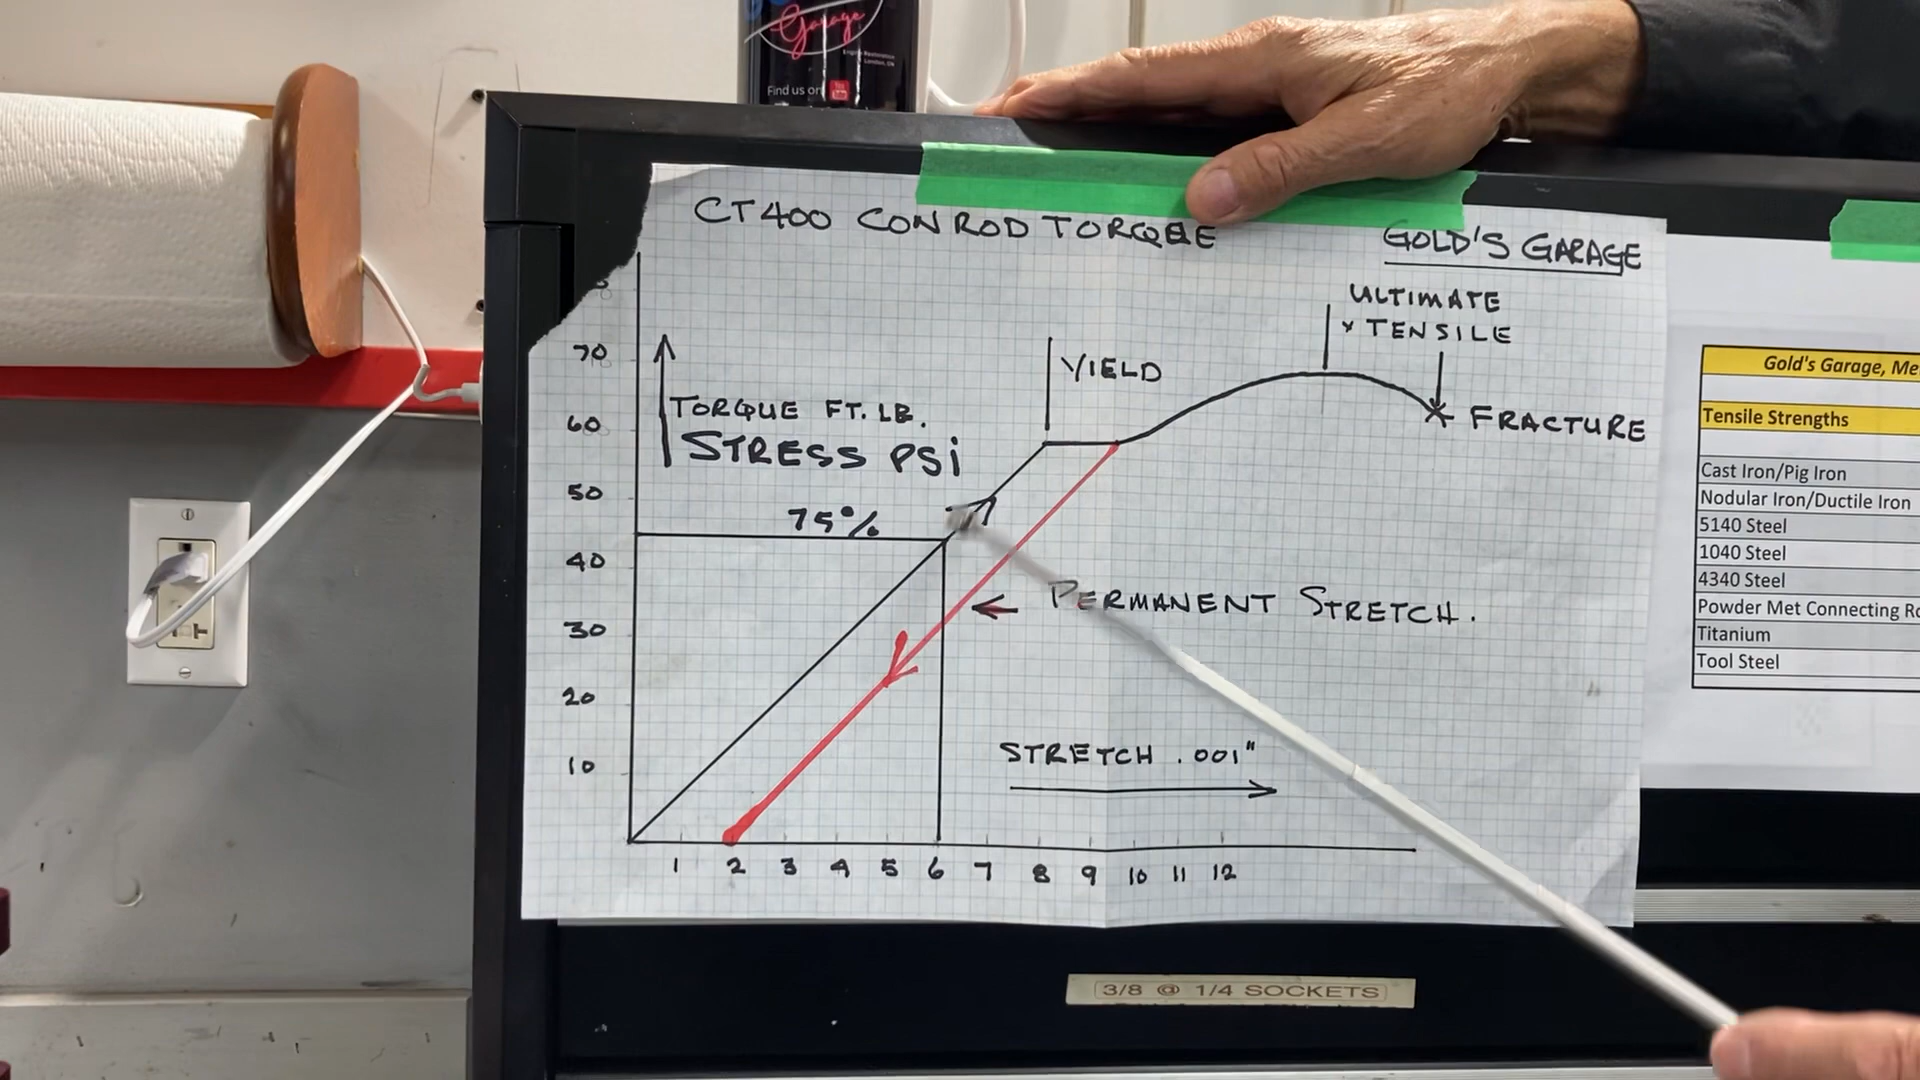 Garage
Find us on
CT400 CONROD TORQUE
GOLD'S GARAGE
ULTIMATE
TENSILE
YIELD
FRACTURE
TORQUE FT. LB.
STRESS PSi
75%
PERMANENT STRETCH.
STRETCH .001"
70
60
50
40
30
20
10
1 2 3 4 5 6 7 8 9 10 11 12
Gold's Garage, Me
Tensile Strengths
Cast Iron/Pig Iron
Nodular Iron/Ductile Iron
5140 Steel
1040 Steel
4340 Steel
Powder Met Connecting Ro
Titanium
Tool Steel
3/8 @ 1/4 SOCKETS